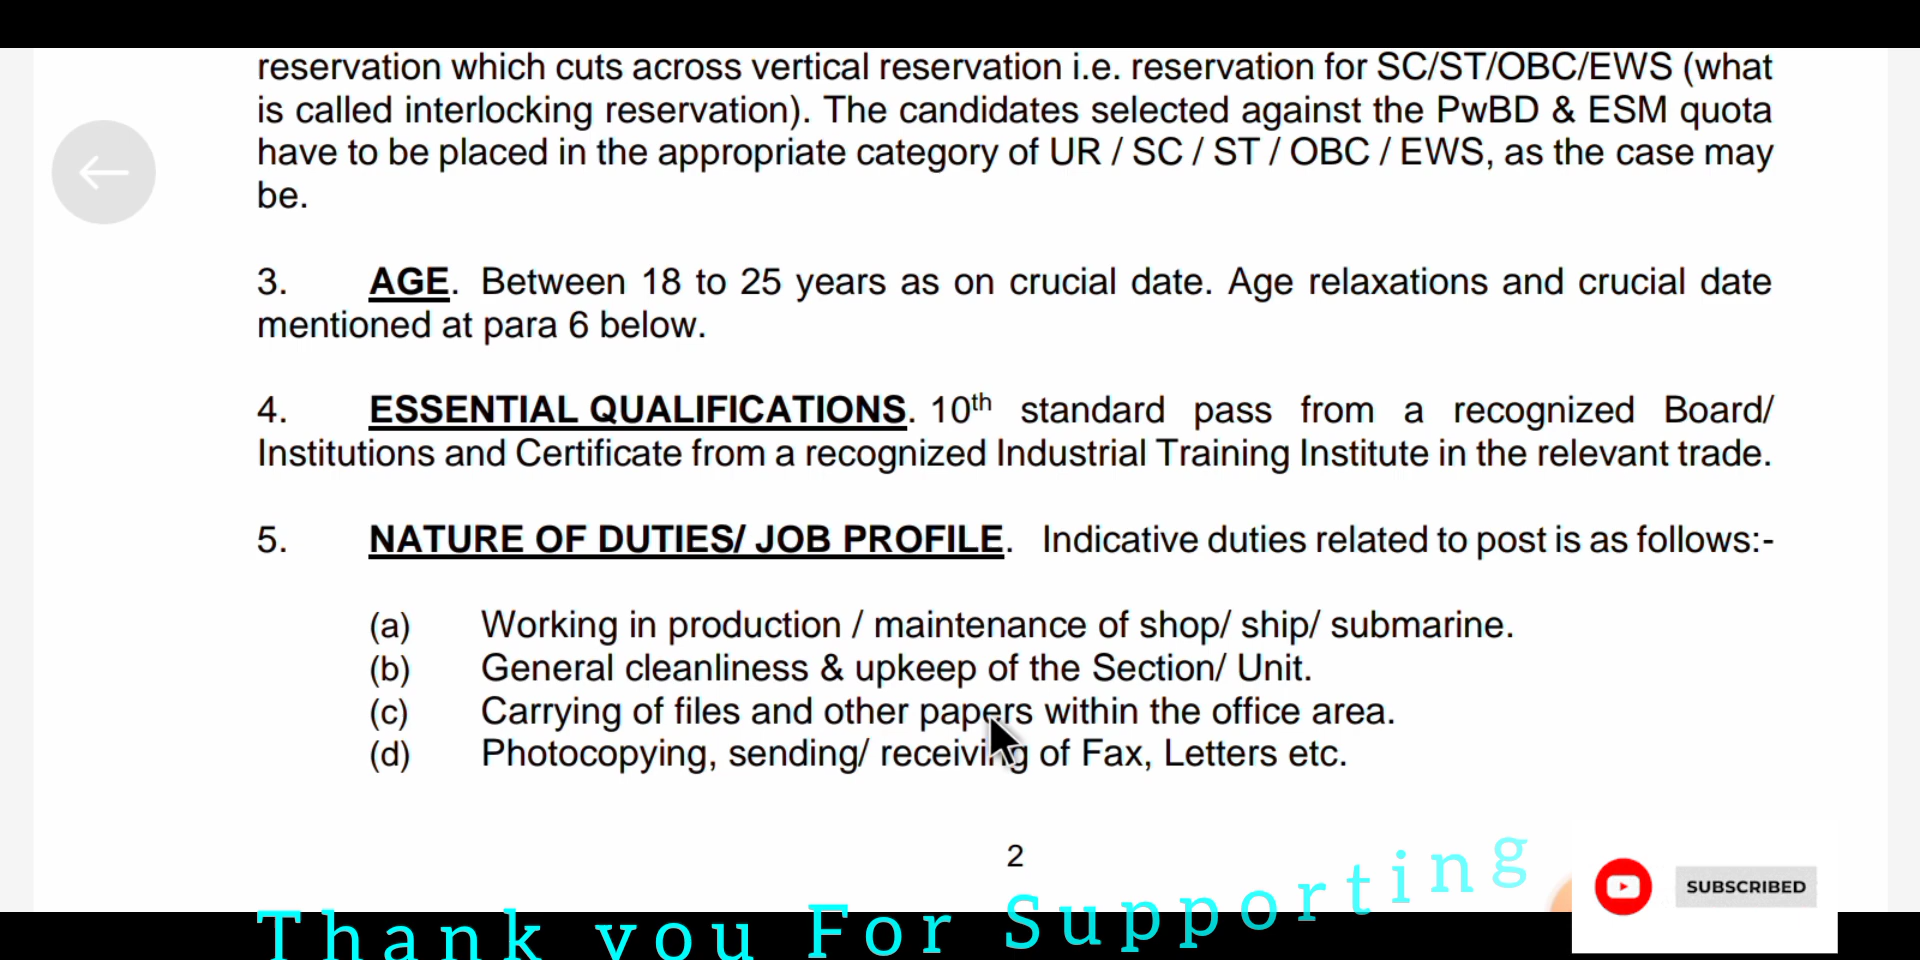 reservation which cuts across vertical reservation i.e. reservation for SC/ST/OBC/EWS (what
is called interlocking reservation). The candidates selected against the PwBD & ESM quota
have to be placed in the appropriate category of UR / SC / ST / OBC / EWS, as the case may
be.
3. AGE. Between 18 to 25 years as on crucial date. Age relaxations and crucial date
mentioned at para 6 below.
4. ESSENTIAL QUALIFICATIONS. 10th standard pass from a recognized Board/
Institutions and Certificate from a recognized Industrial Training Institute in the relevant trade.
5. NATURE OF DUTIES/ JOB PROFILE. Indicative duties related to post is as follows:-
(a) Working in production / maintenance of shop/ ship/ submarine.
(b) General cleanliness & upkeep of the Section/ Unit.
(c) Carrying of files and other papers within the office area.
(d) Photocopying, sending/ receiving of Fax, Letters etc.
2
Thank you For Supporting
SUBSCRIBED